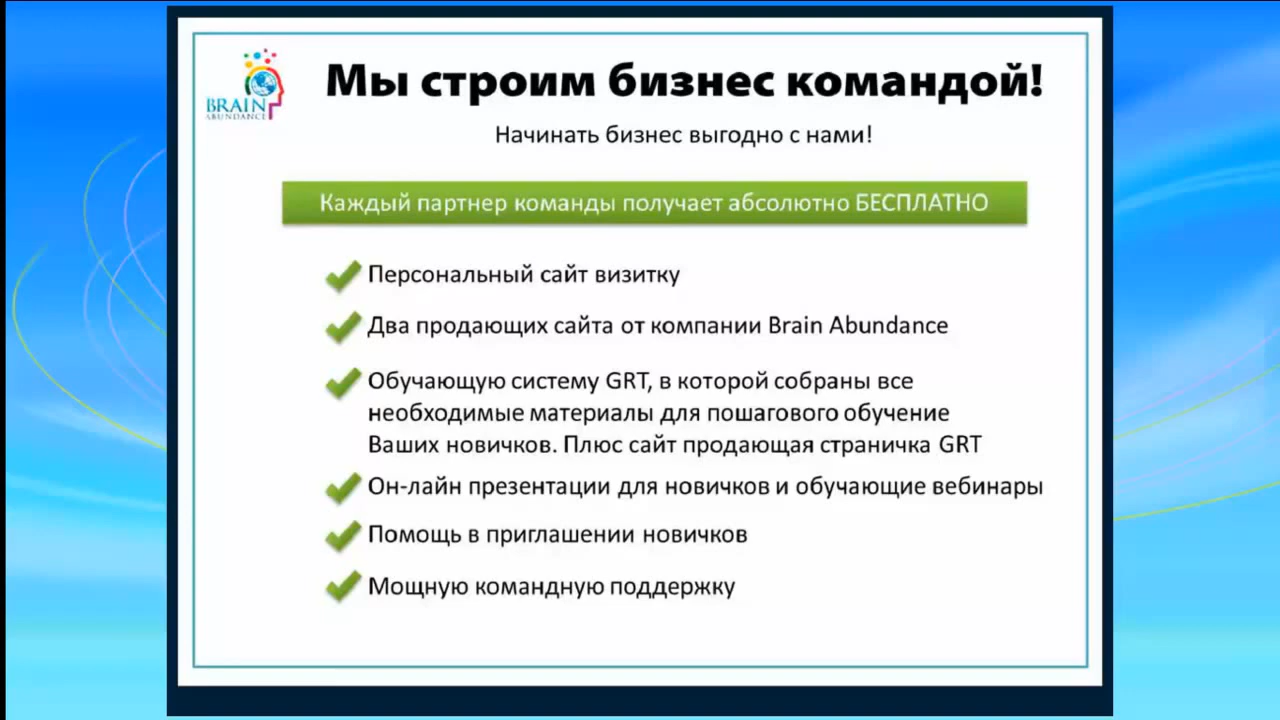 BRAIN
ABUNDANCE
Мы строим бизнес командой!
Начинать бизнес выгодно с нами!
Каждый партнер команды получает абсолютно БЕСПЛАТНО
Персональный сайт визитку
Два продающих сайта от компании Brain Abundance
Обучающую систему GRT, в которой собраны все
необходимые материалы для пошагового обучение
Ваших новичков. Плюс сайт продающая страничка GRT
Он-лайн презентации для новичков и обучающие вебинары
Помощь в приглашении новичков
Мощную командную поддержку